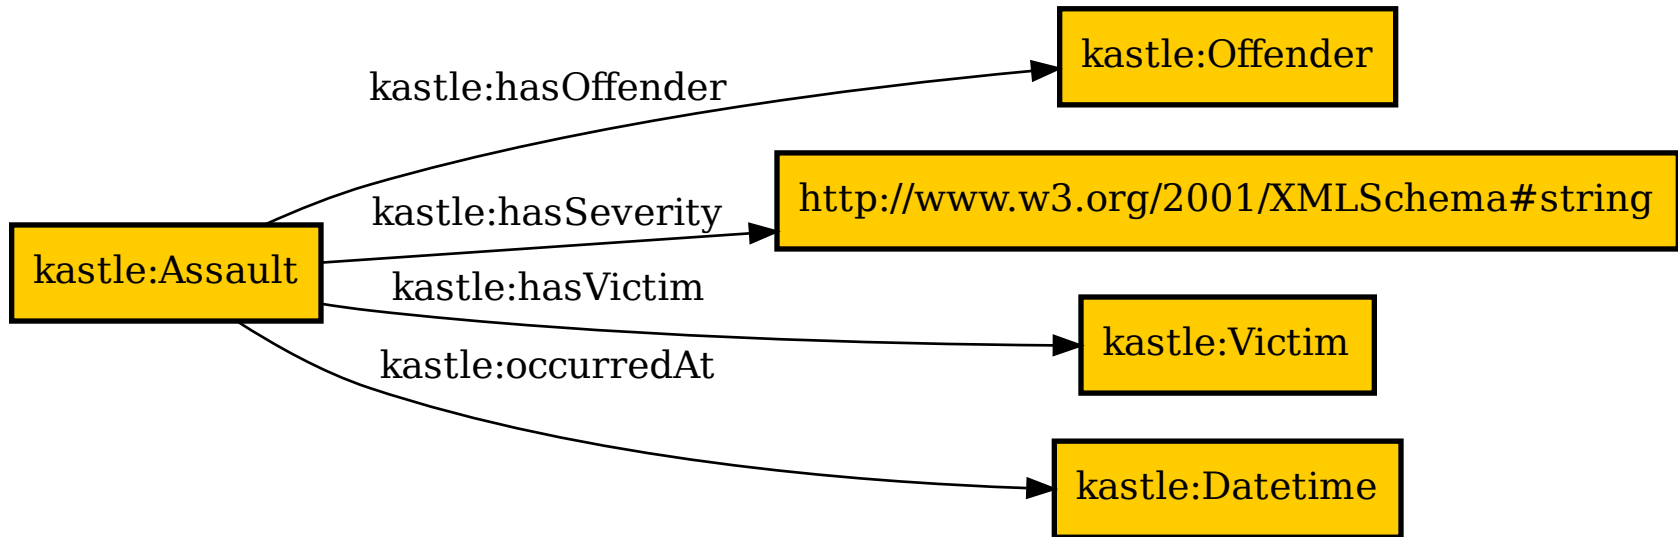 kastle:Offender
kastle:hasOffender
http://www.w3.org/2001/XMLSchema#string
kastle:hasSeverity
kastle:Assault
kastle:hasVictim
kastle:Victim
kastle:occurredAt
kastle:Datetime